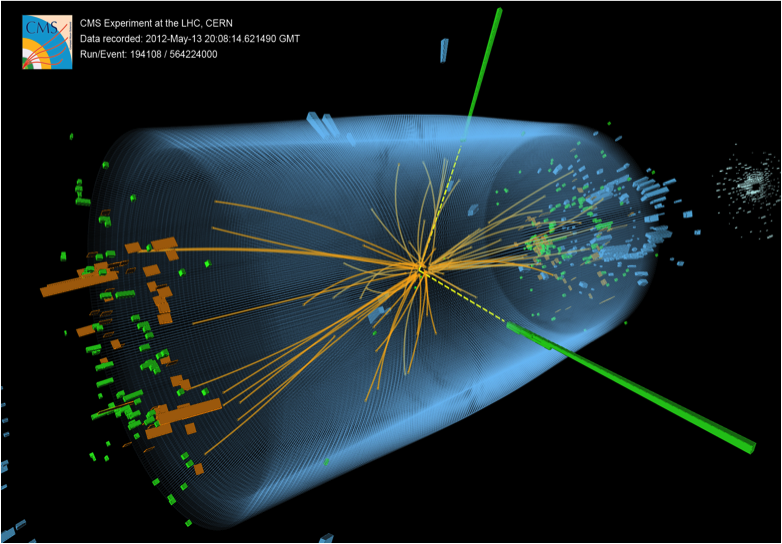 CMS
CMS Experiment at the LHC, CERN
Data recorded: 2012-May-13 20:08:14.621490 GMT
Run/Event: 194108 / 564224000